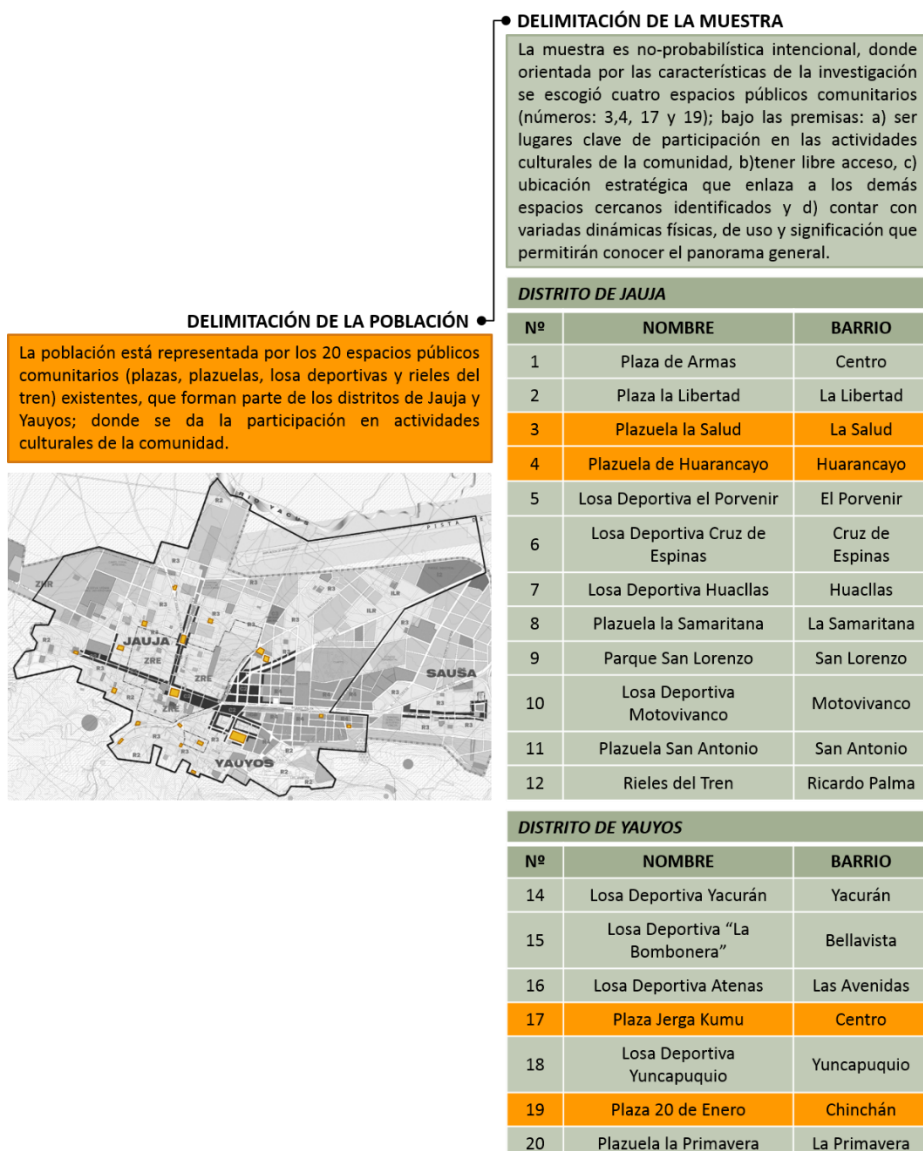 DELIMITACIÓN DE LA MUESTRA
La muestra es no-probabilística intencional, donde
orientada por las características de la investigación
se escogió cuatro espacios públicos comunitarios
(números: 3,4, 17 y 19); bajo las premisas: a) ser
lugares clave de participación en las actividades
culturales de la comunidad, b)tener libre acceso, c)
ubicación estratégica que enlaza a los demás
espacios cercanos identificados y d) contar con
variadas dinámicas físicas, de uso y significación que
permitirán conocer el panorama general.
DELIMITACIÓN DE LA POBLACIÓN
La población está representada por los 20 espacios públicos
comunitarios (plazas, plazuelas, losa deportivas y rieles del
tren) existentes, que forman parte de los distritos de Jauja y
Yauyos; donde se da la participación en actividades
culturales de la comunidad.
RIO YACUS
PISTA DE
ZRR
JAUJA
ZRE
ZRE
ZRE
SAUSA
YAUYOS
DISTRITO DE JAUJA
Nº NOMBRE BARRIO
1 Plaza de Armas Centro
2 Plaza la Libertad La Libertad
3 Plazuela la Salud La Salud
4 Plazuela de Huarancayo Huarancayo
5 Losa Deportiva el Porvenir El Porvenir
6 Losa Deportiva Cruz de Espinas Cruz de Espinas
7 Losa Deportiva Huacllas Huacllas
8 Plazuela la Samaritana La Samaritana
9 Parque San Lorenzo San Lorenzo
10 Losa Deportiva Motovivanco Motovivanco
11 Plazuela San Antonio San Antonio
12 Rieles del Tren Ricardo Palma
DISTRITO DE YAUYOS
Nº NOMBRE BARRIO
14 Losa Deportiva Yacurán Yacurán
15 Losa Deportiva “La Bombonera” Bellavista
16 Losa Deportiva Atenas Las Avenidas
17 Plaza Jerga Kumu Centro
18 Losa Deportiva Yuncapuquio Yuncapuquio
19 Plaza 20 de Enero Chinchán
20 Plazuela la Primavera La Primavera